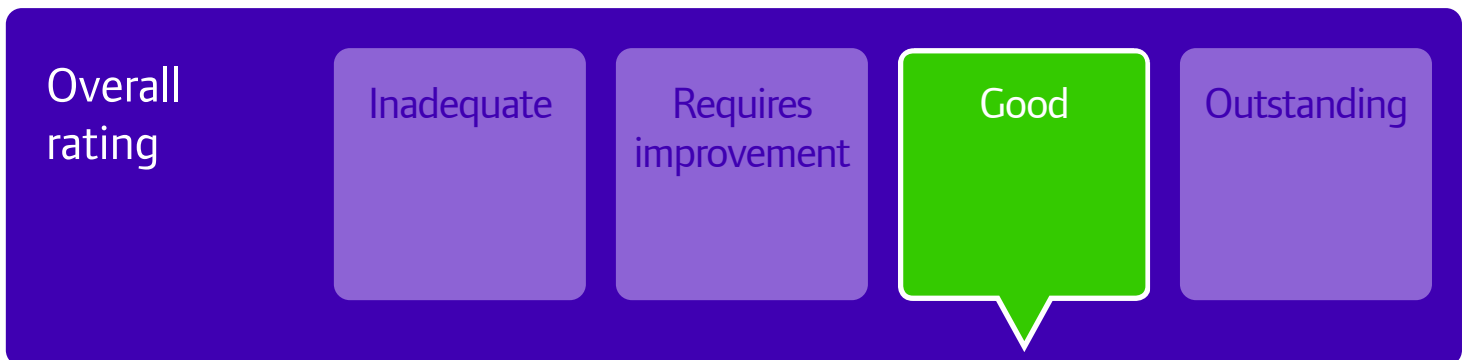 Overall
rating
Inadequate
Requires
improvement
Good
Outstanding